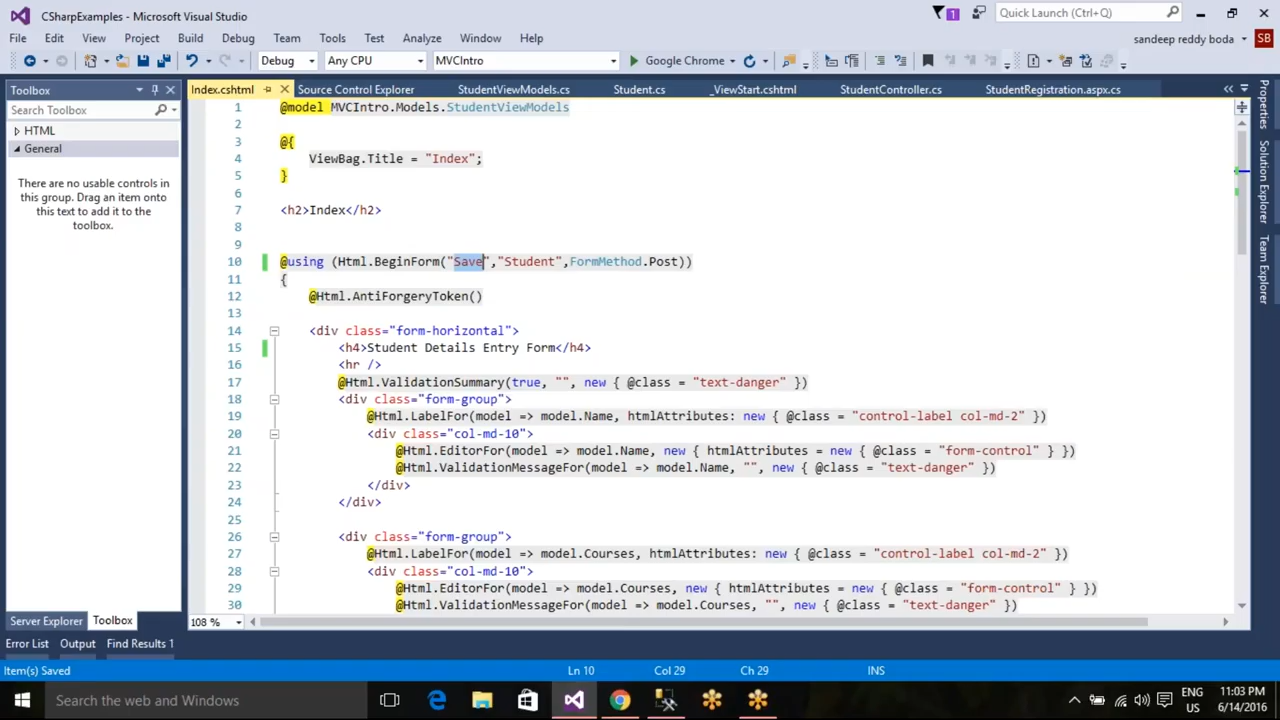 CSharpExamples - Microsoft Visual Studio
1
Quick Launch (Ctrl+Q)
File Edit View Project Build Debug Team Tools Test Analyze Window Help
sandeep reddy boda
SB
Debug Any CPU MVCIntro Google Chrome
Toolbox
Index.cshtml Source Control Explorer StudentViewModels.cs Student.cs _ViewStart.cshtml StudentController.cs StudentRegistration.aspx.cs
Search Toolbox
HTML
General
There are no usable controls in
this group. Drag an item onto
this text to add it to the
toolbox.
1 @model MVCIntro.Models.StudentViewModels
2
3 @{
4 ViewBag.Title = "Index";
5 }
6
7 <h2>Index</h2>
8
9
10 @using (Html.BeginForm("Save","Student",FormMethod.Post))
11 {
12 @Html.AntiForgeryToken()
13
14 <div class="form-horizontal">
15 <h4>Student Details Entry Form</h4>
16 <hr />
17 @Html.ValidationSummary(true, "", new { @class = "text-danger" })
18 <div class="form-group">
19 @Html.LabelFor(model => model.Name, htmlAttributes: new { @class = "control-label col-md-2" })
20 <div class="col-md-10">
21 @Html.EditorFor(model => model.Name, new { htmlAttributes = new { @class = "form-control" } })
22 @Html.ValidationMessageFor(model => model.Name, "", new { @class = "text-danger" })
23 </div>
24 </div>
25
26 <div class="form-group">
27 @Html.LabelFor(model => model.Courses, htmlAttributes: new { @class = "control-label col-md-2" })
28 <div class="col-md-10">
29 @Html.EditorFor(model => model.Courses, new { htmlAttributes = new { @class = "form-control" } })
30 @Html.ValidationMessageFor(model => model.Courses, "", new { @class = "text-danger" })
108 %
Properties
Solution Explorer
Team Explorer
Server Explorer Toolbox
Error List Output Find Results 1
Item(s) Saved Ln 10 Col 29 Ch 29 INS
Search the web and Windows
ENG
US
11:03 PM
6/14/2016